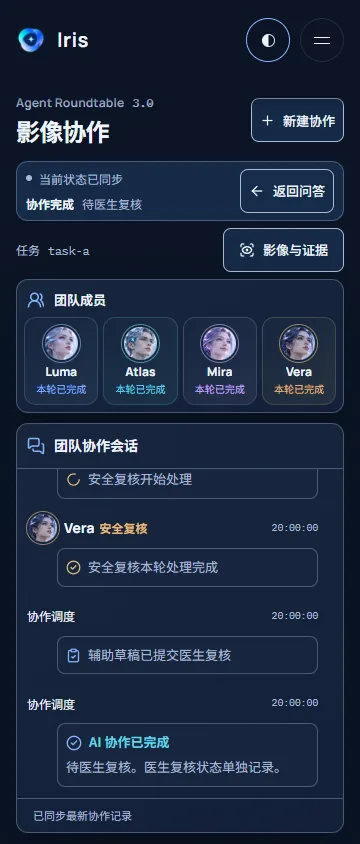 Iris
Agent Roundtable 3.0
影像协作
新建协作
当前状态已同步
协作完成 待医生复核
返回问答
任务 task-a
影像与证据
团队成员
Luma
本轮已完成
Atlas
本轮已完成
Mira
本轮已完成
Vera
本轮已完成
团队协作会话
安全复核开始处理
Vera 安全复核 20:00:00
安全复核本轮处理完成
协作调度 20:00:00
辅助草稿已提交医生复核
协作调度 20:00:00
AI 协作已完成
待医生复核。医生复核状态单独记录。
已同步最新协作记录